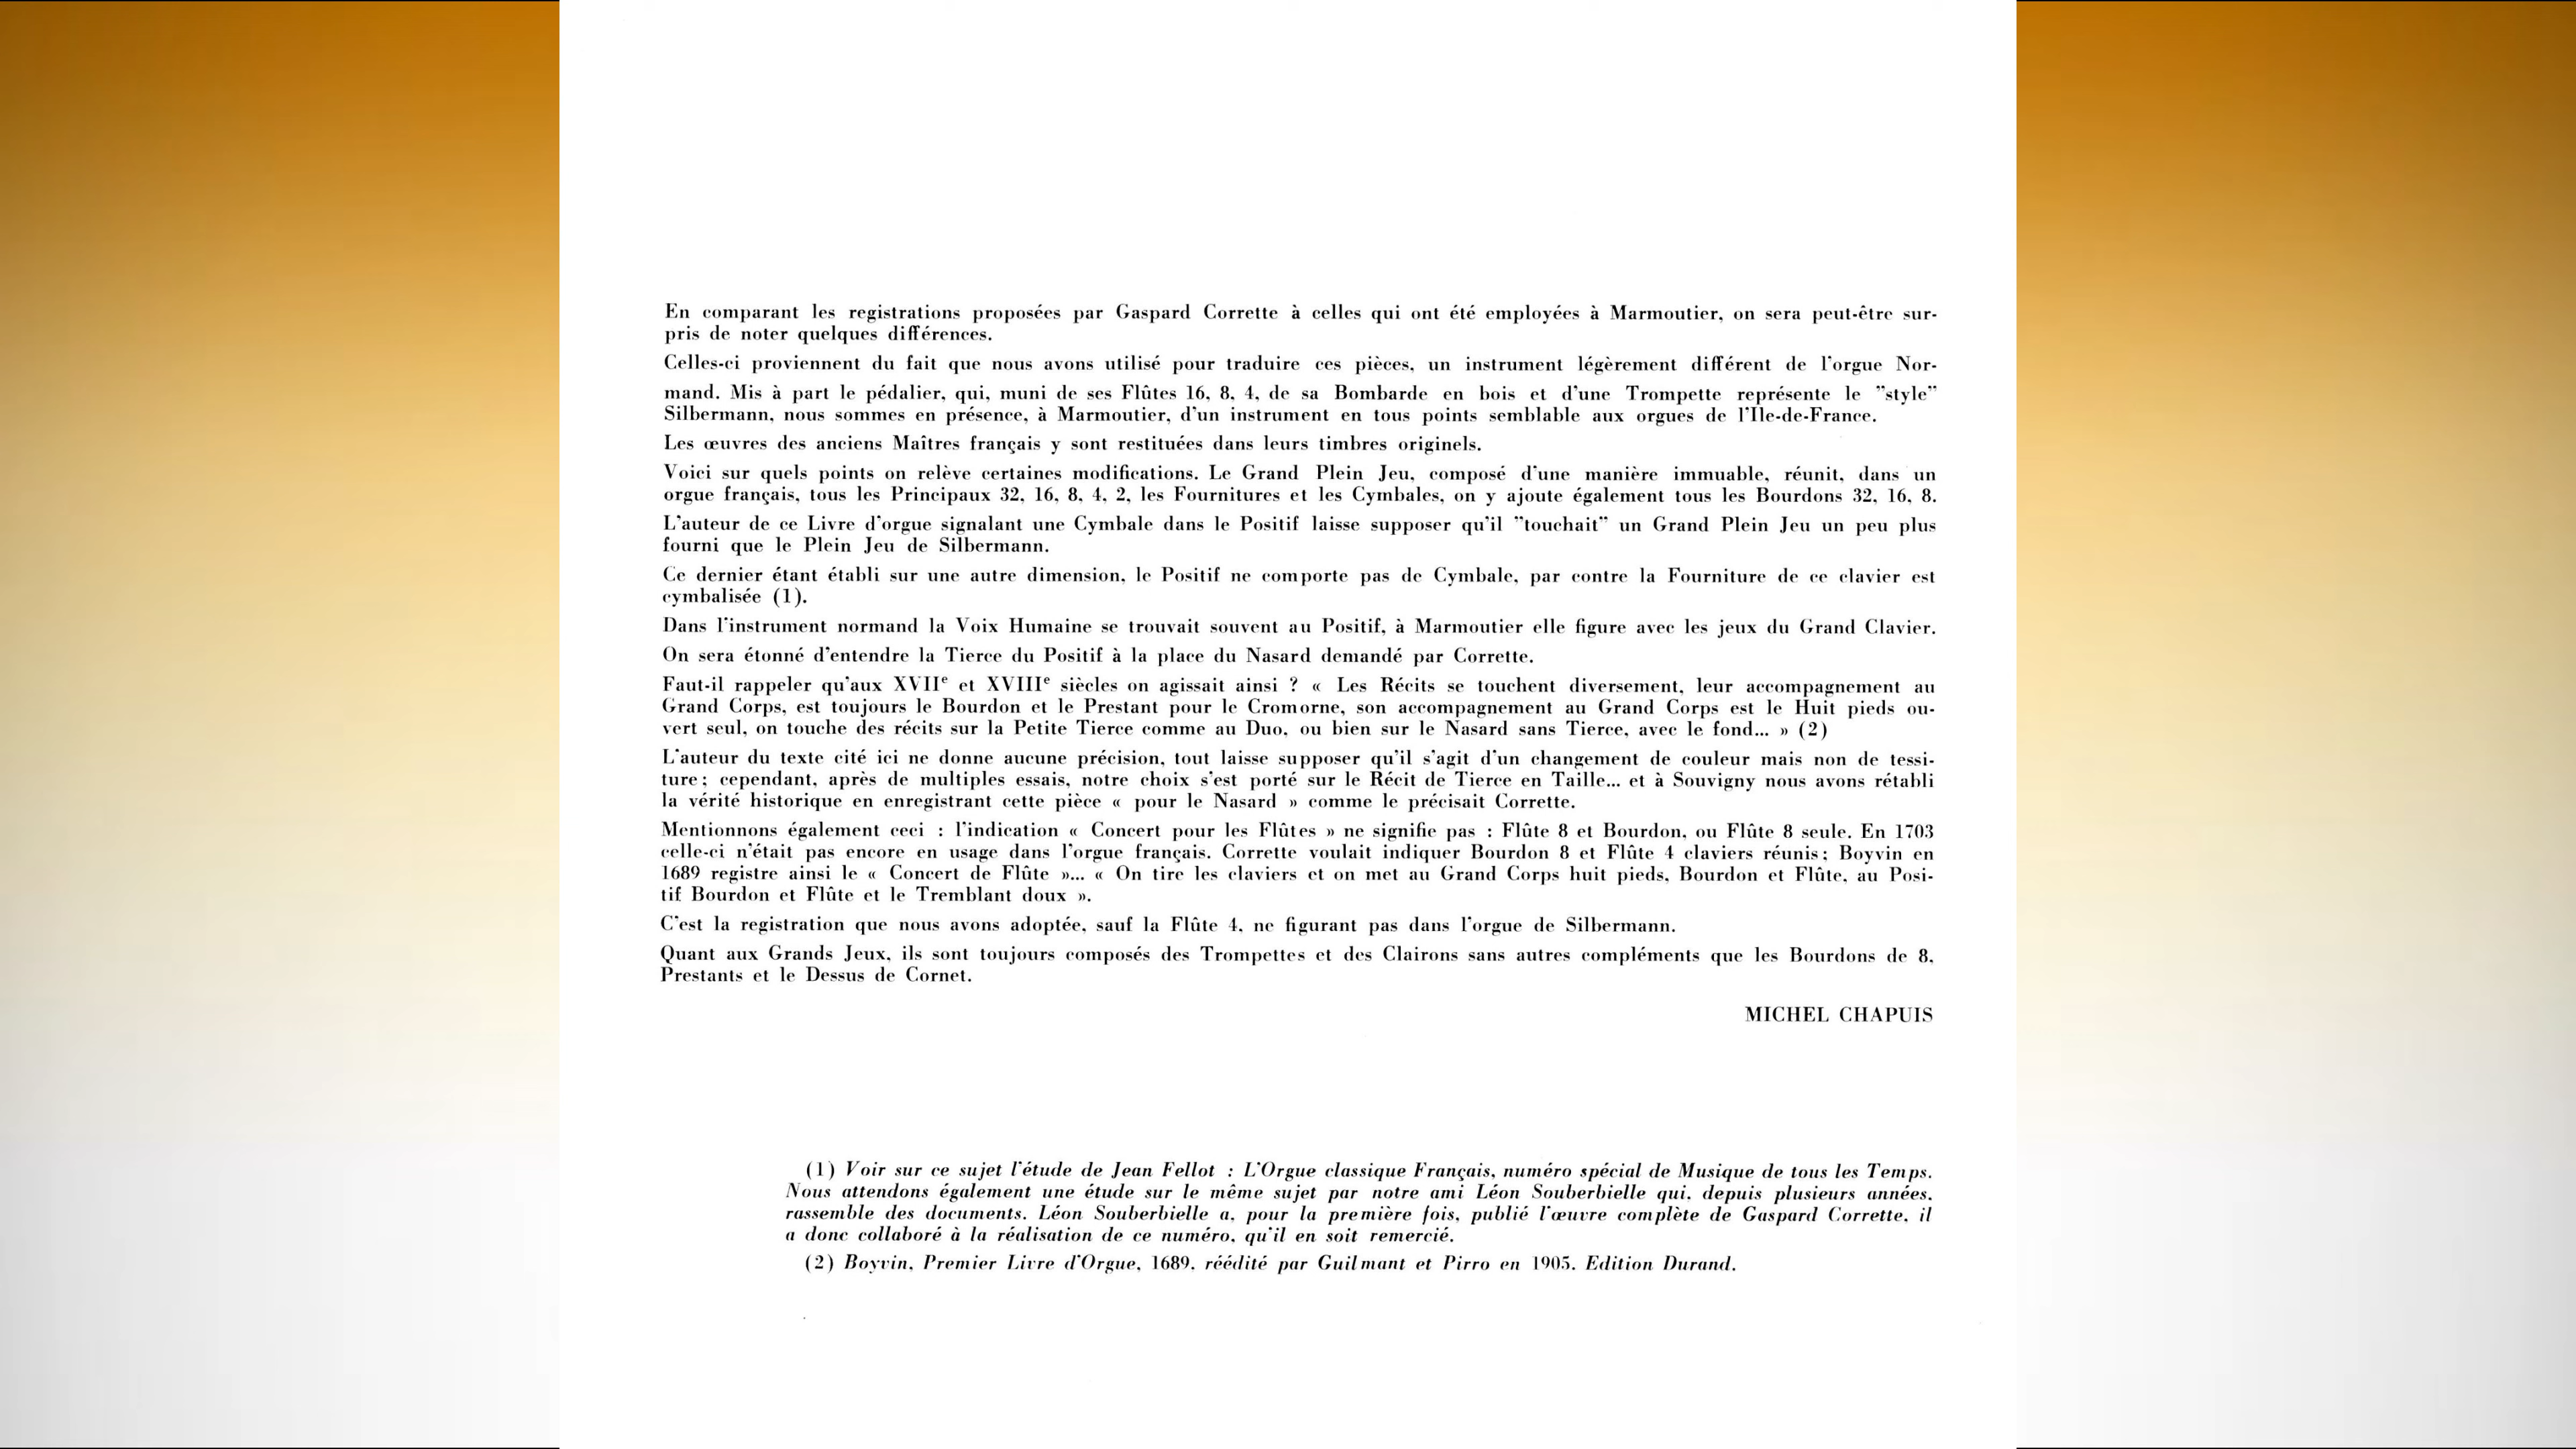 En comparant les registrations proposées par Gaspard Corrette à celles qui ont été employées à Marmoutier, on sera peut-être sur-
pris de noter quelques différences.
Celles-ci proviennent du fait que nous avons utilisé pour traduire ces pièces, un instrument légèrement différent de l'orgue Nor-
mand. Mis à part le pédalier, qui, muni de ses Flûtes 16, 8, 4, de sa Bombarde en bois et d'une Trompette représente le "style"
Silbermann, nous sommes en présence, à Marmoutier, d'un instrument en tous points semblable aux orgues de l'Ile-de-France.
Les œuvres des anciens Maîtres français y sont restituées dans leurs timbres originels.
Voici sur quels points on relève certaines modifications. Le Grand Plein Jeu, composé d'une manière immuable, réunit, dans un
orgue français, tous les Principaux 32, 16, 8, 4, 2, les Fournitures et les Cymbales, on y ajoute également tous les Bourdons 32, 16, 8.
L'auteur de ce Livre d'orgue signalant une Cymbale dans le Positif laisse supposer qu'il "touchait" un Grand Plein Jeu un peu plus
fourni que le Plein Jeu de Silbermann.
Ce dernier étant établi sur une autre dimension, le Positif ne comporte pas de Cymbale, par contre la Fourniture de ce clavier est
cymbalisée (1).
Dans l'instrument normand la Voix Humaine se trouvait souvent au Positif, à Marmoutier elle figure avec les jeux du Grand Clavier.
On sera étonné d'entendre la Tierce du Positif à la place du Nasard demandé par Corrette.
Faut-il rappeler qu'aux XVIIe et XVIIIe siècles on agissait ainsi ? « Les Récits se touchent diversement, leur accompagnement au
Grand Corps, est toujours le Bourdon et le Prestant pour le Cromorne, son accompagnement au Grand Corps est le Huit pieds ou-
vert seul, on touche des récits sur la Petite Tierce comme au Duo, ou bien sur le Nasard sans Tierce, avec le fond... » (2)
L'auteur du texte cité ici ne donne aucune précision, tout laisse supposer qu'il s'agit d'un changement de couleur mais non de tessi-
ture ; cependant, après de multiples essais, notre choix s'est porté sur le Récit de Tierce en Taille... et à Souvigny nous avons rétabli
la vérité historique en enregistrant cette pièce « pour le Nasard » comme le précisait Corrette.
Mentionnons également ceci : l'indication « Concert pour les Flûtes » ne signifie pas : Flûte 8 et Bourdon, ou Flûte 8 seule. En 1703
celle-ci n'était pas encore en usage dans l'orgue français. Corrette voulait indiquer Bourdon 8 et Flûte 4 claviers réunis ; Boyvin en
1689 registre ainsi le « Concert de Flûte »... « On tire les claviers et on met au Grand Corps huit pieds, Bourdon et Flûte, au Posi-
tif Bourdon et Flûte et le Tremblant doux ».
C'est la registration que nous avons adoptée, sauf la Flûte 4, ne figurant pas dans l'orgue de Silbermann.
Quant aux Grands Jeux, ils sont toujours composés des Trompettes et des Clairons sans autres compléments que les Bourdons de 8,
Prestants et le Dessus de Cornet.
MICHEL CHAPUIS
(1) Voir sur ce sujet l'étude de Jean Fellot : L'Orgue classique Français, numéro spécial de Musique de tous les Temps.
Nous attendons également une étude sur le même sujet par notre ami Léon Souberbielle qui, depuis plusieurs années,
rassemble des documents. Léon Souberbielle a, pour la première fois, publié l'œuvre complète de Gaspard Corrette, il
a donc collaboré à la réalisation de ce numéro, qu'il en soit remercié.
(2) Boyvin, Premier Livre d'Orgue, 1689, réédité par Guilmant et Pirro en 1905. Edition Durand.